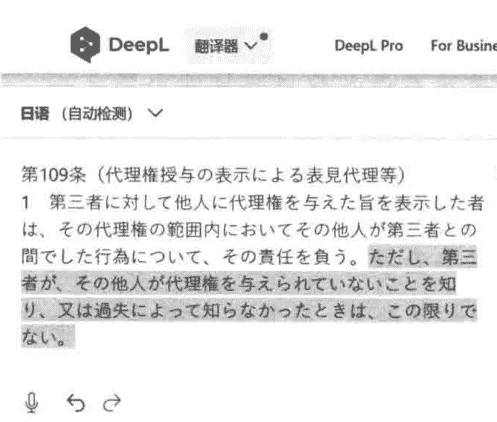 DeepL 翻译器 DeepL Pro For Busine
日语 (自动检测)
第109条（代理権授与の表示による表見代理等）
1　第三者に対して他人に代理権を与えた旨を表示した者
は、その代理権の範囲内においてその他人が第三者との
間でした行為について、その責任を負う。ただし、第三
者が、その他人が代理権を与えられていないことを知
り、又は過失によって知らなかったときは、この限りで
ない。